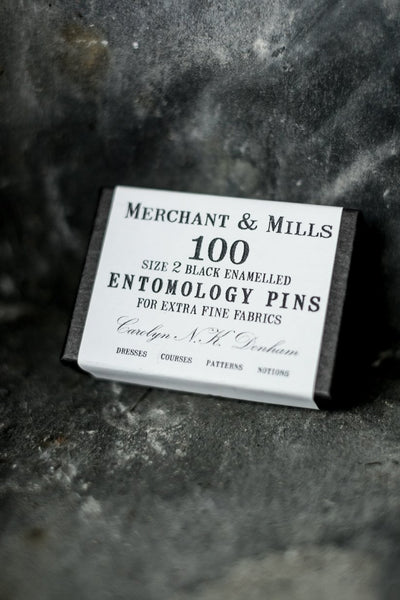 MERCHANT & MILLS
100
SIZE 2 BLACK ENAMELLED
ENTOMOLOGY PINS
FOR EXTRA FINE FABRICS
Carolyn N.K. Denham
DRESSES COURSES PATTERNS NOTIONS